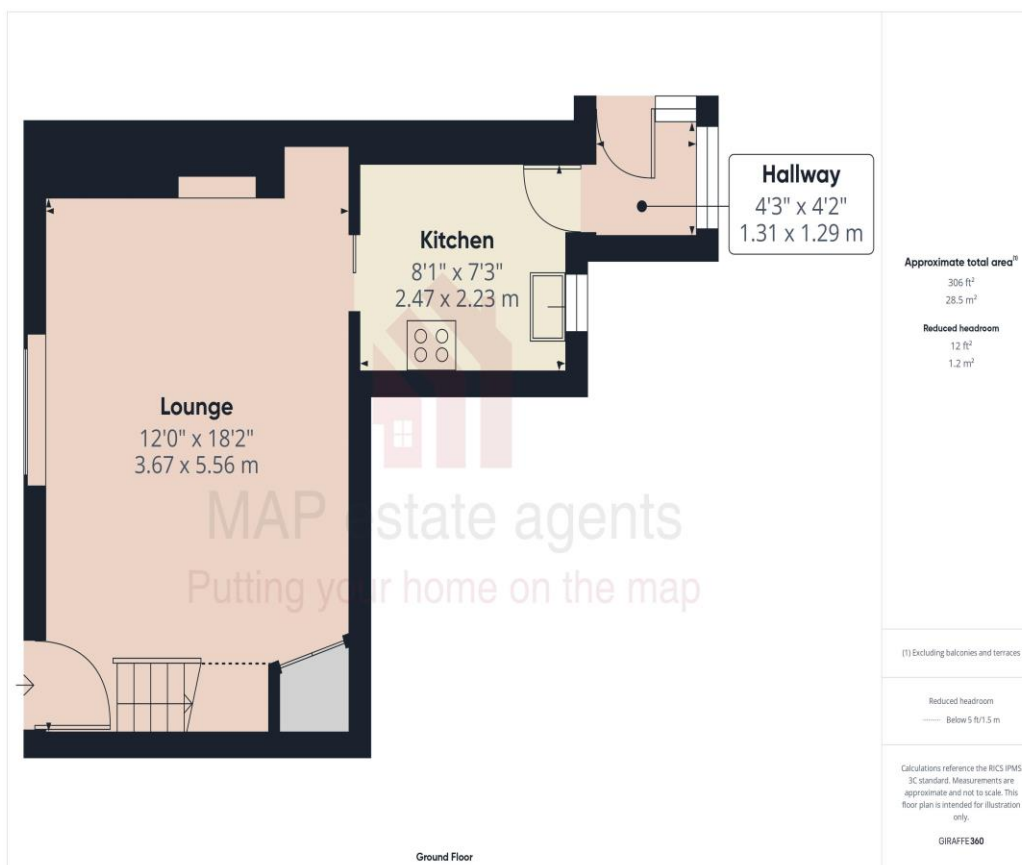 Hallway
4'3" x 4'2"
1.31 x 1.29 m
Kitchen
8'1" x 7'3"
2.47 x 2.23 m
Lounge
12'0" x 18'2"
3.67 x 5.56 m
MAP estate agents
Putting your home on the map
Ground Floor
Approximate total area(1)
306 ft²
28.5 m²
Reduced headroom
12 ft²
1.2 m²
(1) Excluding balconies and terraces
Reduced headroom
Below 5 ft/1.5 m
Calculations reference the RICS IPMS
3C standard. Measurements are
approximate and not to scale. This
floor plan is intended for illustration
only.
GIRAFFE360